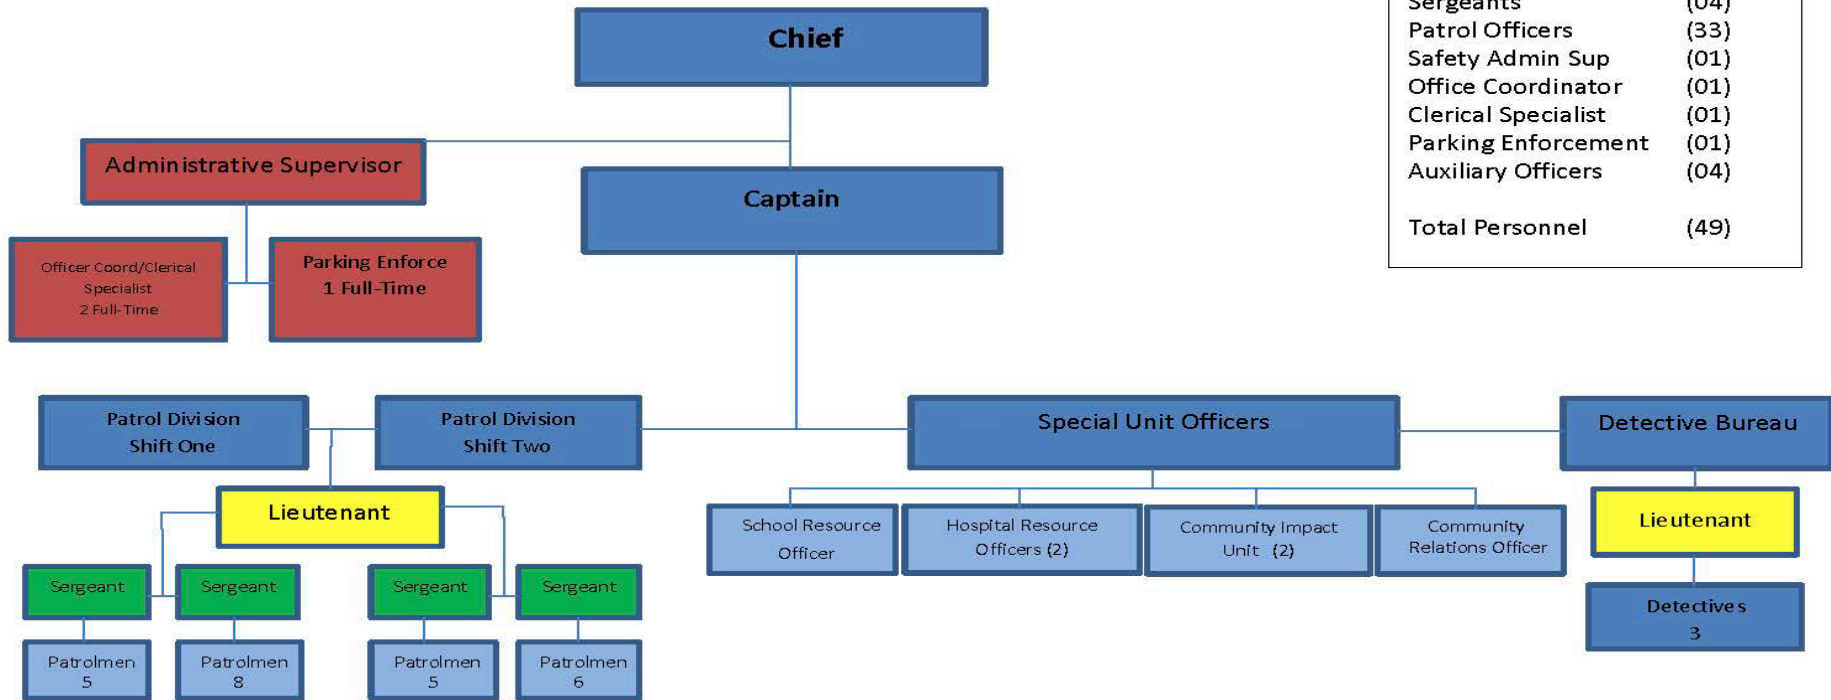 Chief
Sergeants (04)
Patrol Officers (33)
Safety Admin Sup (01)
Office Coordinator (01)
Clerical Specialist (01)
Parking Enforcement (01)
Auxiliary Officers (04)
Total Personnel (49)
Administrative Supervisor
Captain
Officer Coord/Clerical
Specialist
2 Full-Time
Parking Enforce
1 Full-Time
Patrol Division
Shift One
Patrol Division
Shift Two
Special Unit Officers
Detective Bureau
Lieutenant
School Resource
Officer
Hospital Resource
Officers (2)
Community Impact
Unit (2)
Community
Relations Officer
Lieutenant
Sergeant
Sergeant
Sergeant
Sergeant
Detectives
3
Patrolmen
5
Patrolmen
8
Patrolmen
5
Patrolmen
6